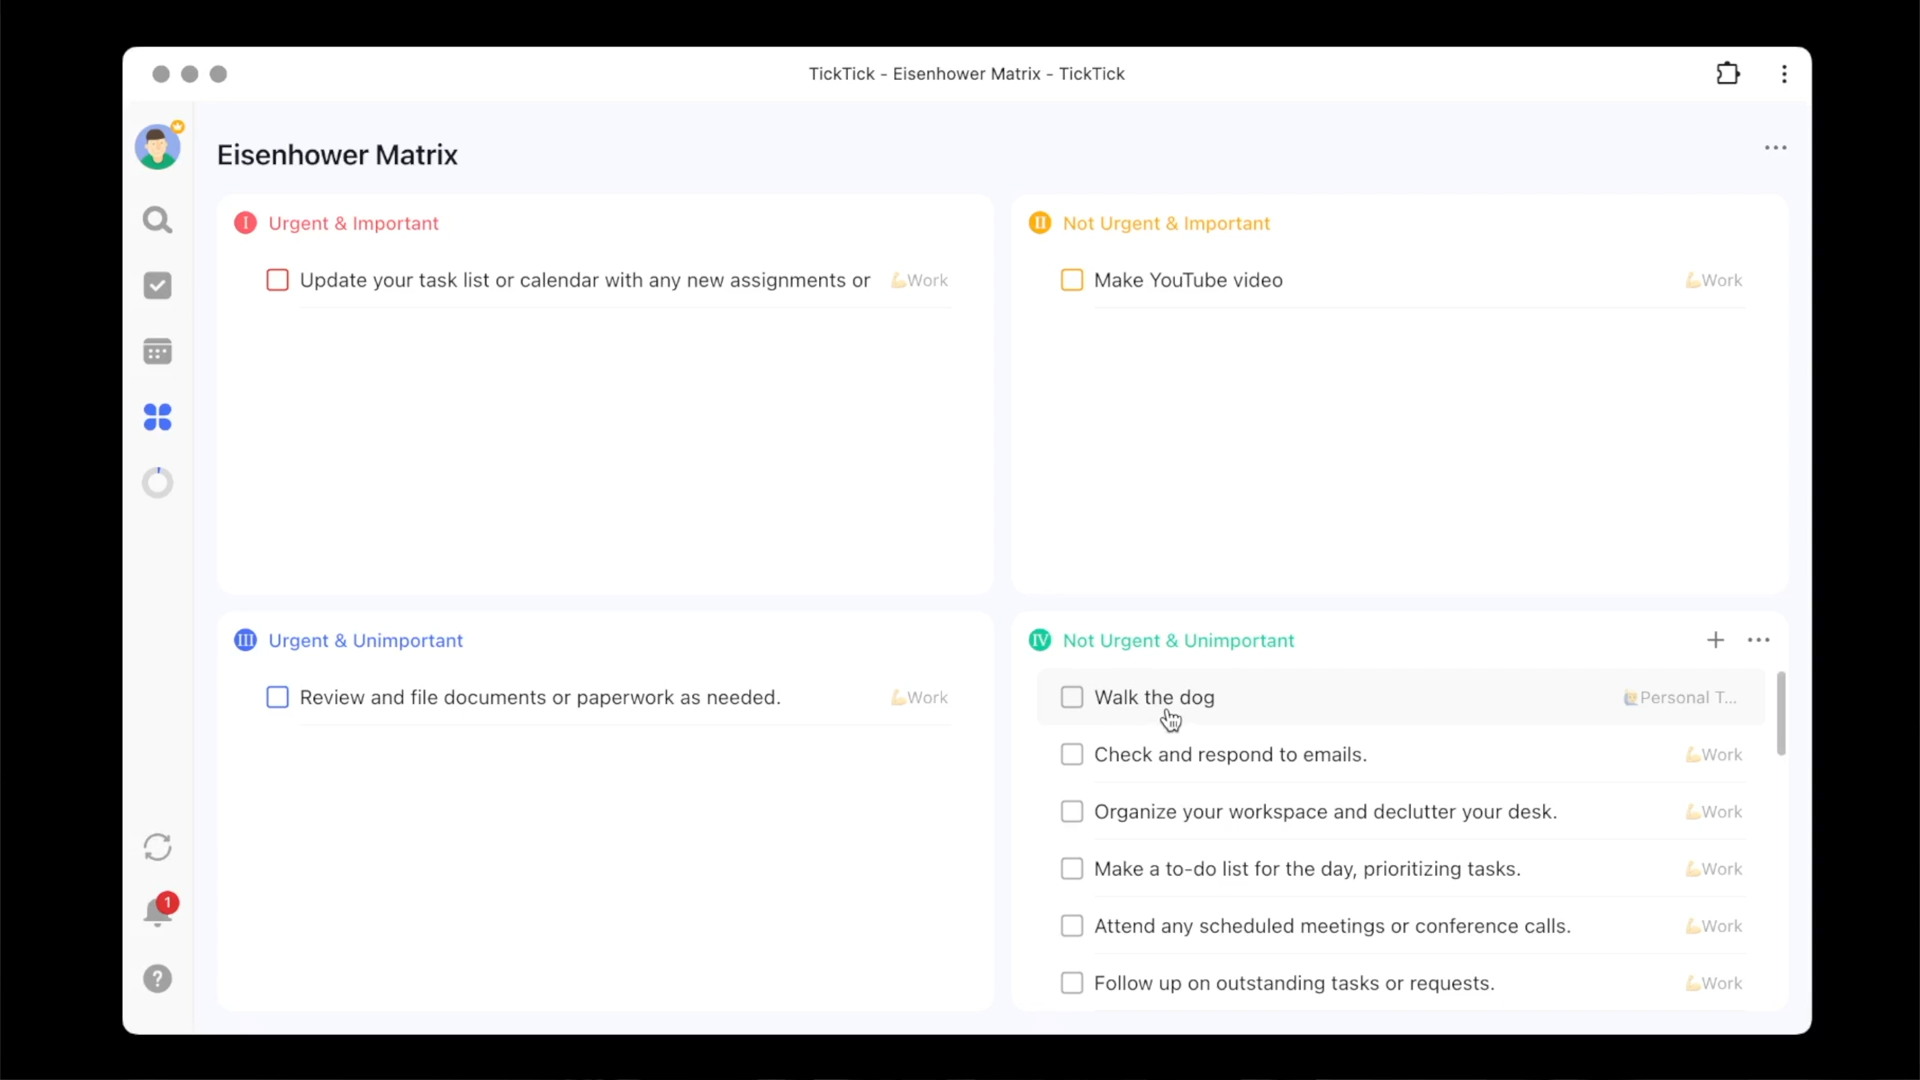 TickTick - Eisenhower Matrix - TickTick
Eisenhower Matrix
I Urgent & Important
Update your task list or calendar with any new assignments or 💪Work
II Not Urgent & Important
Make YouTube video 💪Work
III Urgent & Unimportant
Review and file documents or paperwork as needed. 💪Work
IV Not Urgent & Unimportant
Walk the dog Personal T...
Check and respond to emails. 💪Work
Organize your workspace and declutter your desk. 💪Work
Make a to-do list for the day, prioritizing tasks. 💪Work
Attend any scheduled meetings or conference calls. 💪Work
Follow up on outstanding tasks or requests. 💪Work
1
?